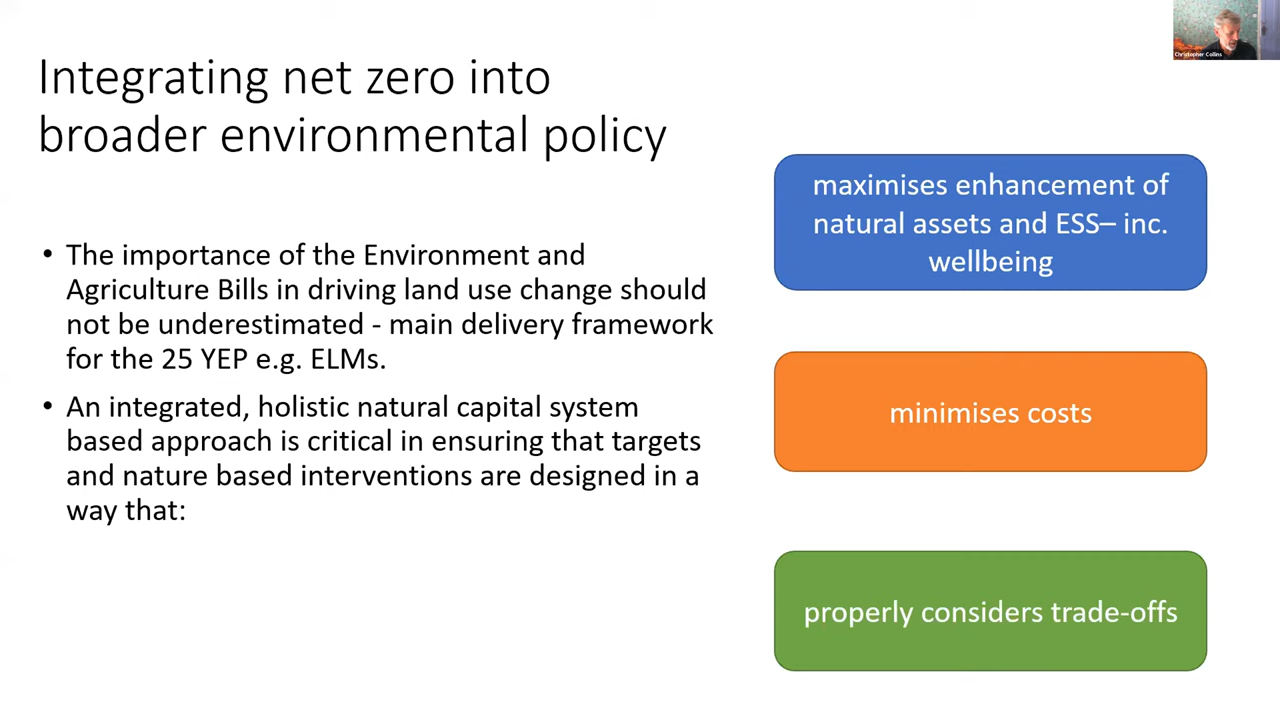 Integrating net zero into
broader environmental policy
• The importance of the Environment and
Agriculture Bills in driving land use change should
not be underestimated - main delivery framework
for the 25 YEP e.g. ELMs.
• An integrated, holistic natural capital system
based approach is critical in ensuring that targets
and nature based interventions are designed in a
way that:
maximises enhancement of
natural assets and ESS– inc.
wellbeing
minimises costs
properly considers trade-offs
Christopher Collins